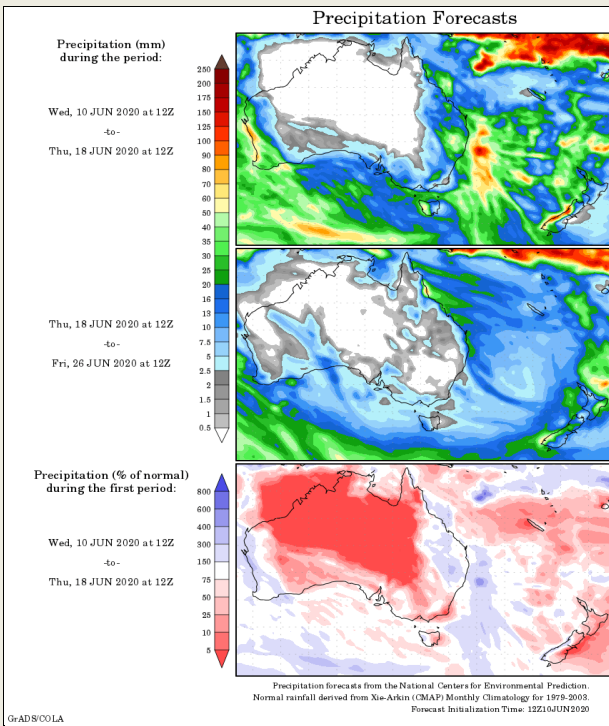 Precipitation Forecasts
Precipitation (mm)
during the period:
Wed, 10 JUN 2020 at 12Z
-to-
Thu, 18 JUN 2020 at 12Z
250
200
175
150
125
100
90
80
70
60
50
40
35
30
25
20
16
13
10
7.5
5
2.5
2
1.5
1
0.5
Thu, 18 JUN 2020 at 12Z
-to-
Fri, 26 JUN 2020 at 12Z
Precipitation (% of normal)
during the first period:
Wed, 10 JUN 2020 at 12Z
-to-
Thu, 18 JUN 2020 at 12Z
800
600
400
300
150
75
50
25
10
5
Precipitation forecasts from the National Centers for Environmental Prediction.
Normal rainfall derived from Xie-Arkin (CMAP) Monthly Climatology for 1979-2003.
Forecast Initialization Time: 12Z10JUN2020
GrADS/COLA